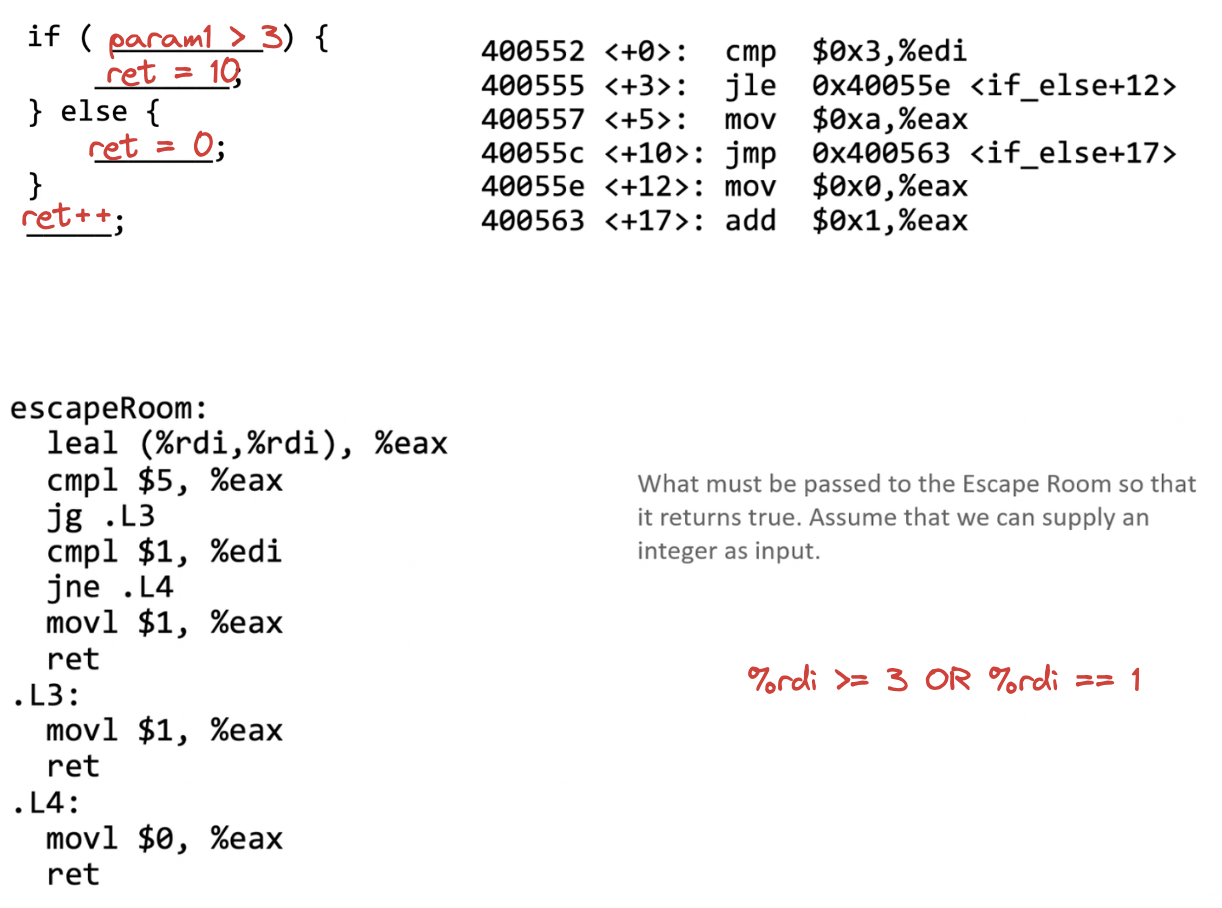 if ( param1 > 3) {
ret = 10;
} else {
ret = 0;
}
ret++;
400552 <+0>: cmp $0x3,%edi
400555 <+3>: jle 0x40055e <if_else+12>
400557 <+5>: mov $0xa,%eax
40055c <+10>: jmp 0x400563 <if_else+17>
40055e <+12>: mov $0x0,%eax
400563 <+17>: add $0x1,%eax
escapeRoom:
leal (%rdi,%rdi), %eax
cmpl $5, %eax
jg .L3
cmpl $1, %edi
jne .L4
movl $1, %eax
ret
.L3:
movl $1, %eax
ret
.L4:
movl $0, %eax
ret
What must be passed to the Escape Room so that
it returns true. Assume that we can supply an
integer as input.
%rdi >= 3 OR %rdi == 1